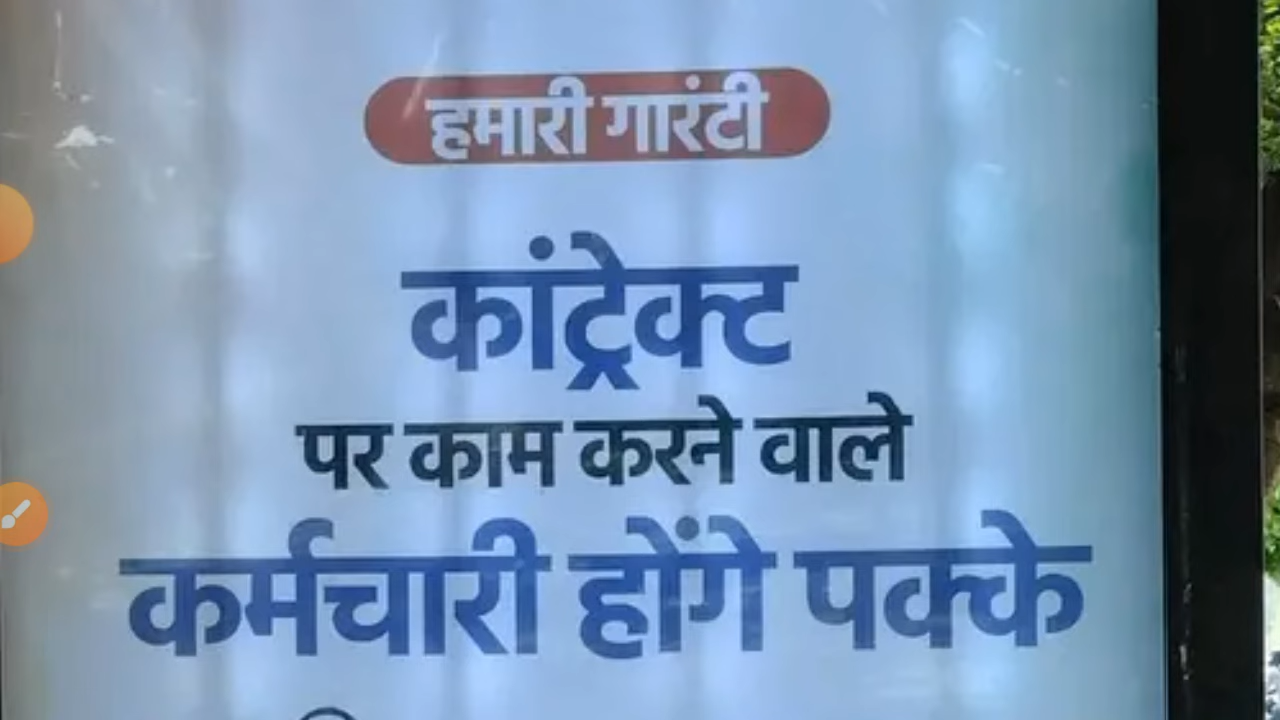 हमारी गारंटी
कांट्रेक्ट
पर काम करने वाले
कर्मचारी होंगे पक्के